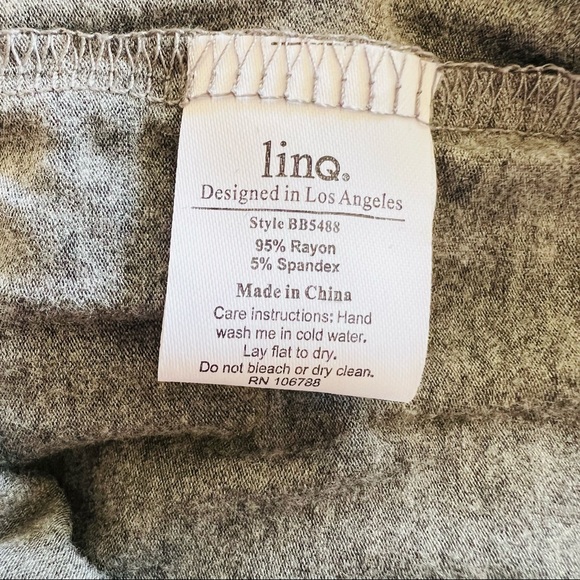 linQ.
Designed in Los Angeles
Style BB5488
95% Rayon
5% Spandex
Made in China
Care instructions: Hand
wash me in cold water.
Lay flat to dry.
Do not bleach or dry clean.
RN 106788